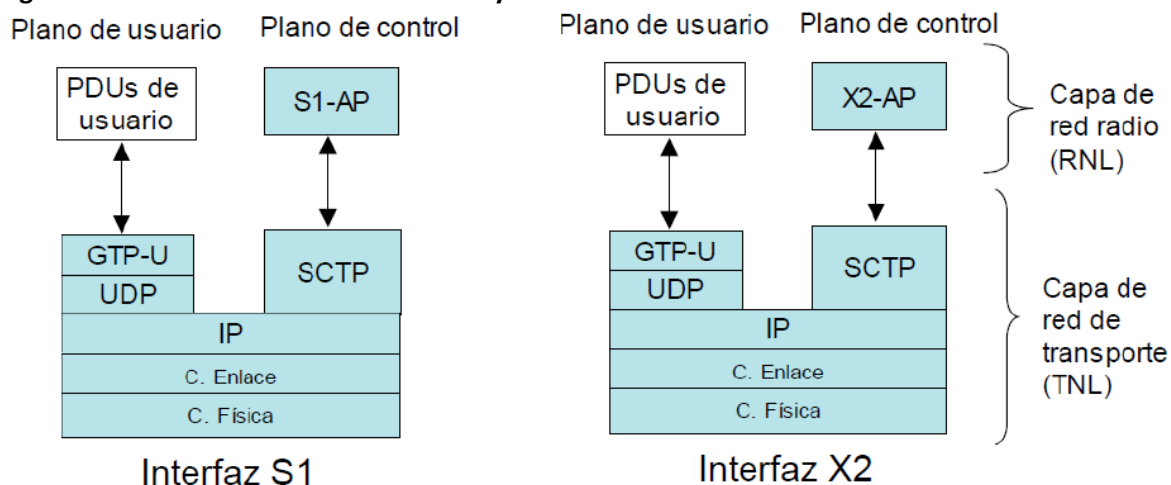 Plano de usuario
Plano de control
PDUs de
usuario
S1-AP
GTP-U
UDP
SCTP
IP
C. Enlace
C. Física
Interfaz S1
Plano de usuario
Plano de control
PDUs de
usuario
X2-AP
GTP-U
UDP
SCTP
IP
C. Enlace
C. Física
Interfaz X2
Capa de
red radio
(RNL)
Capa de
red de
transporte
(TNL)